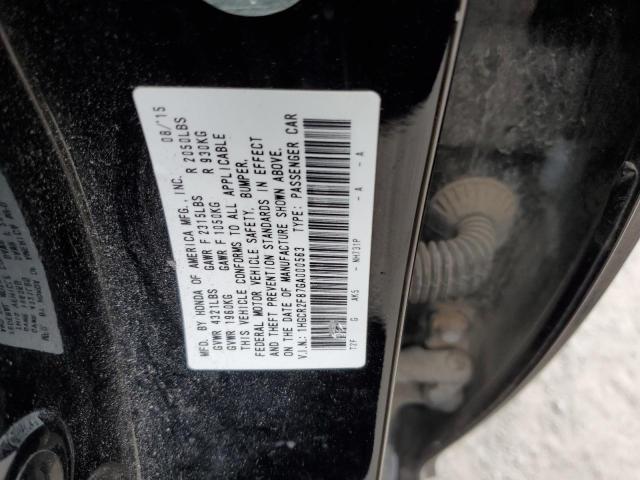 MFD. BY HONDA OF AMERICA MFG., INC. 08/'15
GVWR 4321LBS GAWR F 2315LBS R 2050LBS
GVWR 1960KG GAWR F 1050KG R 930KG
THIS VEHICLE CONFORMS TO ALL APPLICABLE
FEDERAL MOTOR VEHICLE SAFETY, BUMPER,
AND THEFT PREVENTION STANDARDS IN EFFECT
ON THE DATE OF MANUFACTURE SHOWN ABOVE.
V.I.N.: 1HGCR2F87GA000563 TYPE: PASSENGER CAR
T2F G AK5 NH731P - A - A